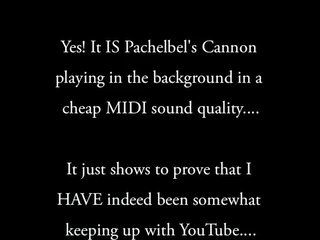 Yes! It IS Pachelbel's Cannon
playing in the background in a
cheap MIDI sound quality....
It just shows to prove that I
HAVE indeed been somewhat
keeping up with YouTube....